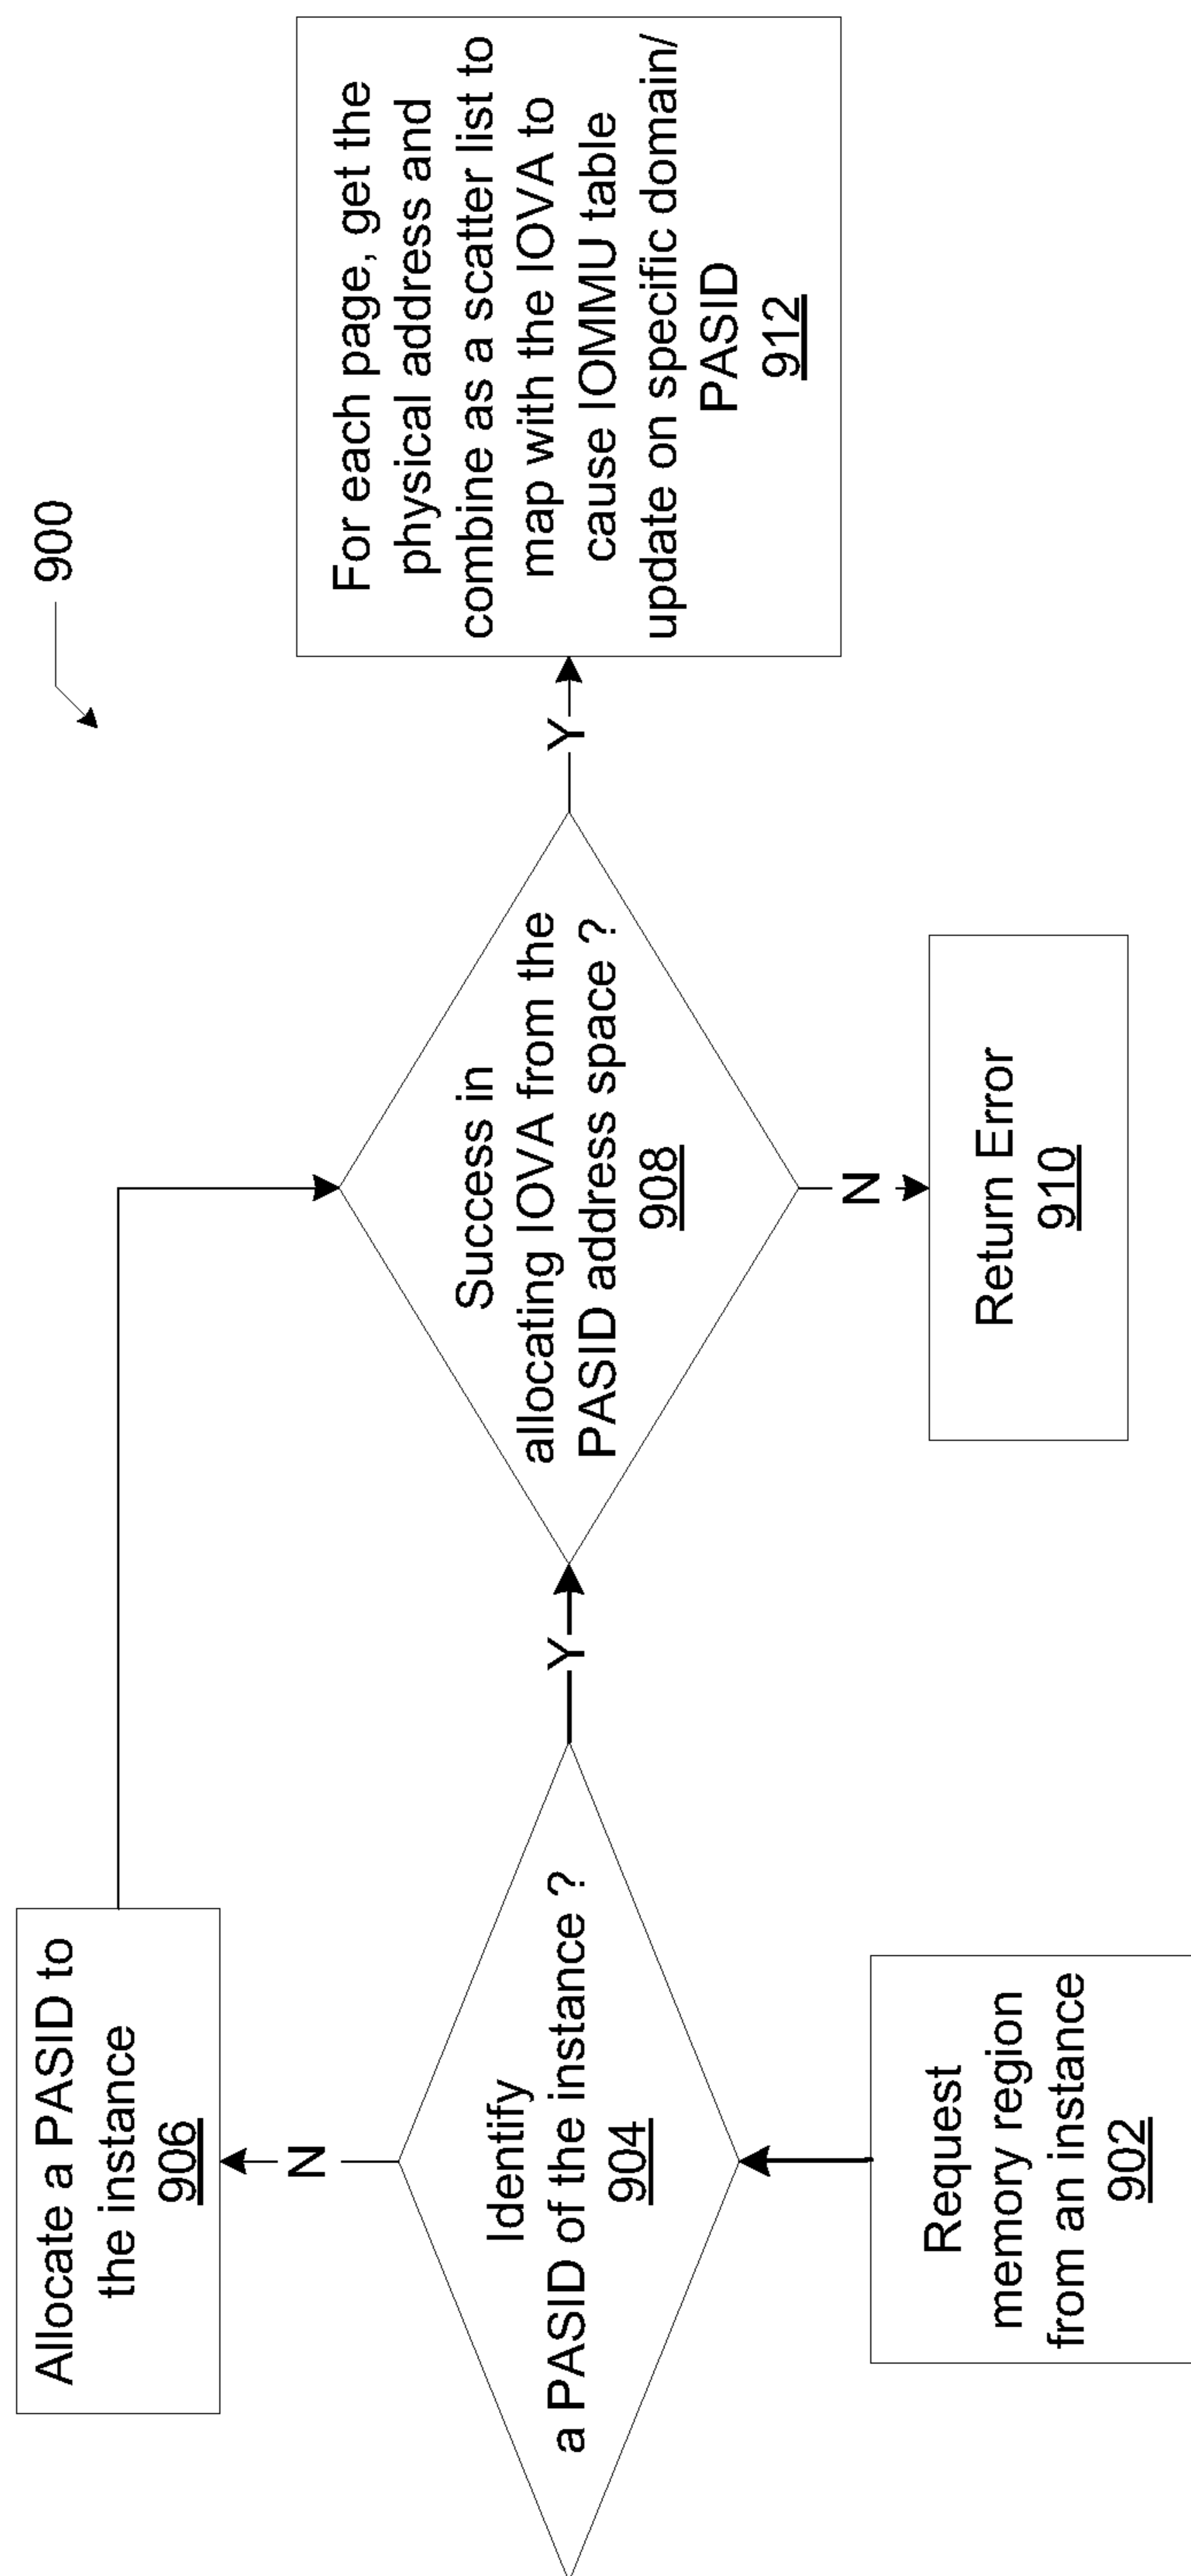 900
Request
memory region
from an instance
902
Identify
a PASID of the instance ?
904
N
Allocate a PASID to
the instance
906
Y
Success in
allocating IOVA from the
PASID address space ?
908
N
Return Error
910
Y
For each page, get the
physical address and
combine as a scatter list to
map with the IOVA to
cause IOMMU table
update on specific domain/
PASID
912